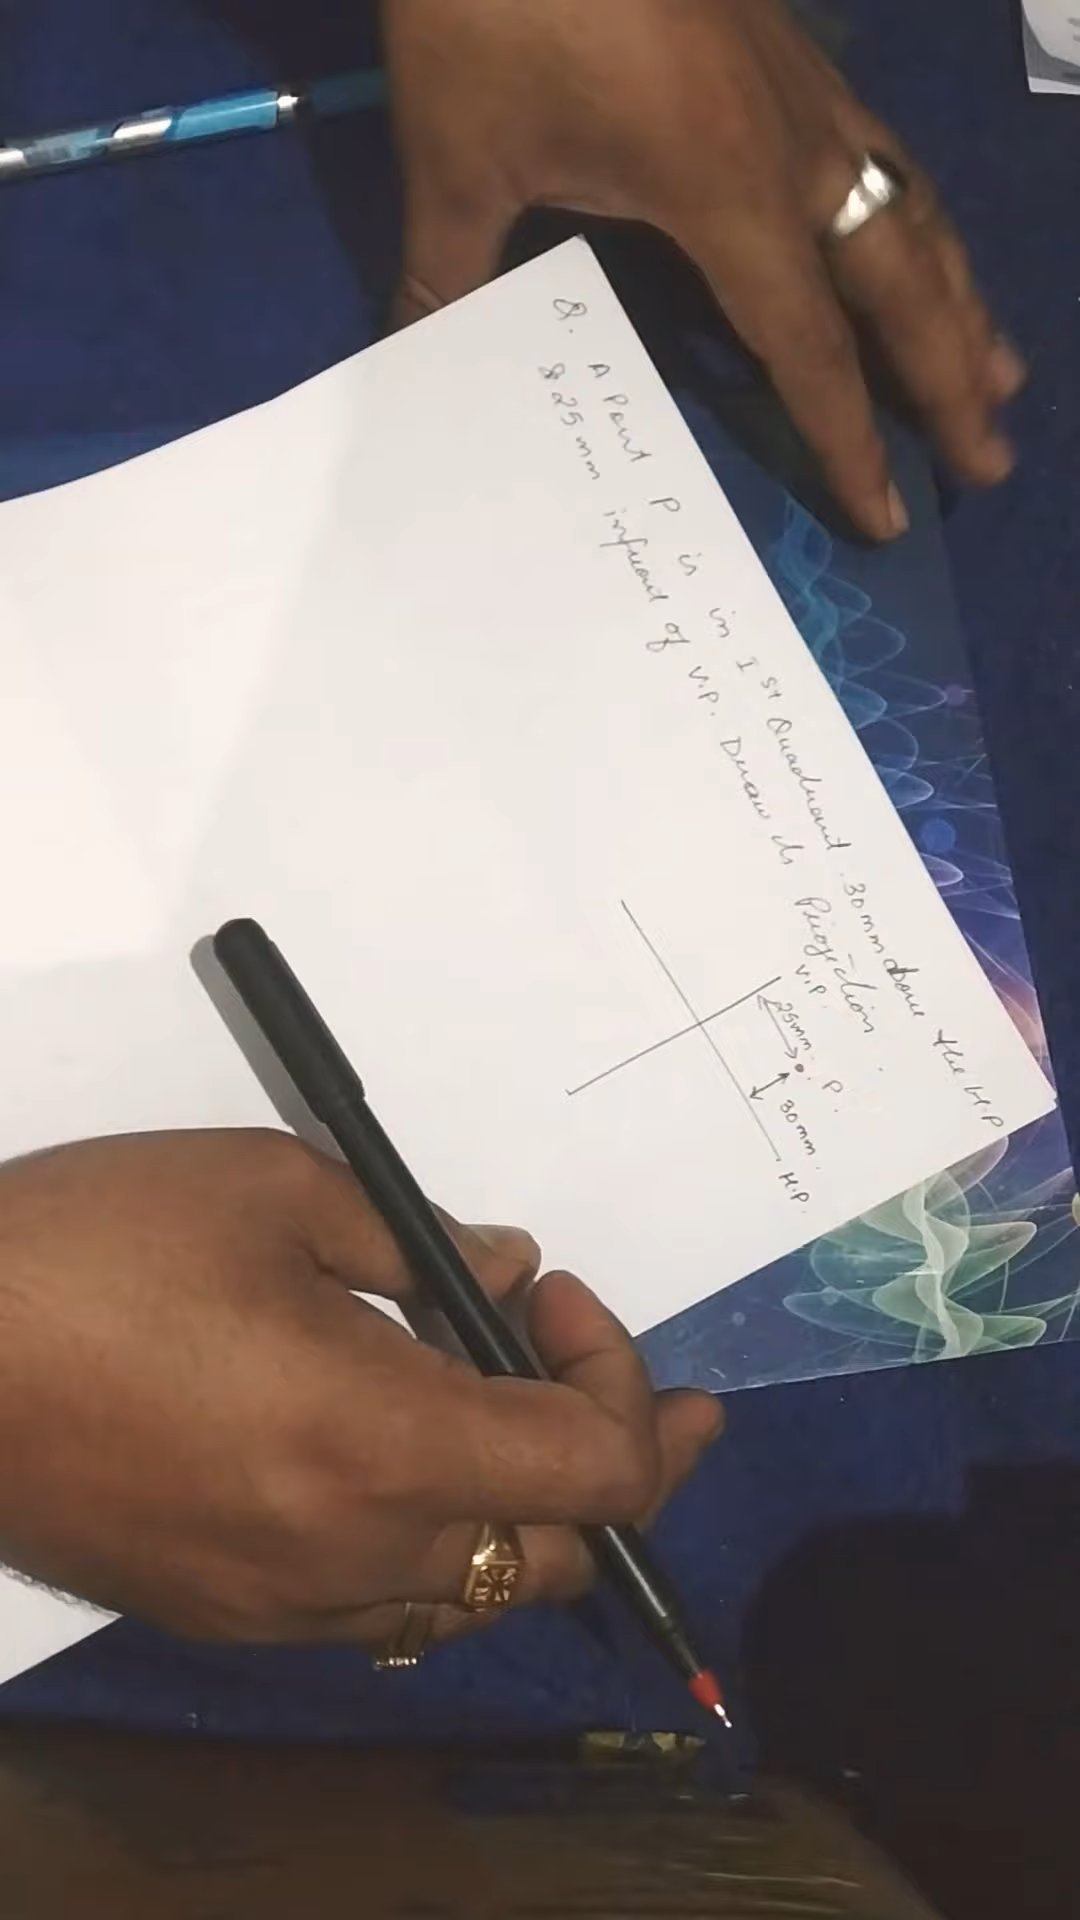 Q. A Point P is in Ist Quadrant. 30mm above the H.P
& 25mm infront of V.P. Draw its Projection.
V.P.
25mm.
P.
30mm.
H.P.